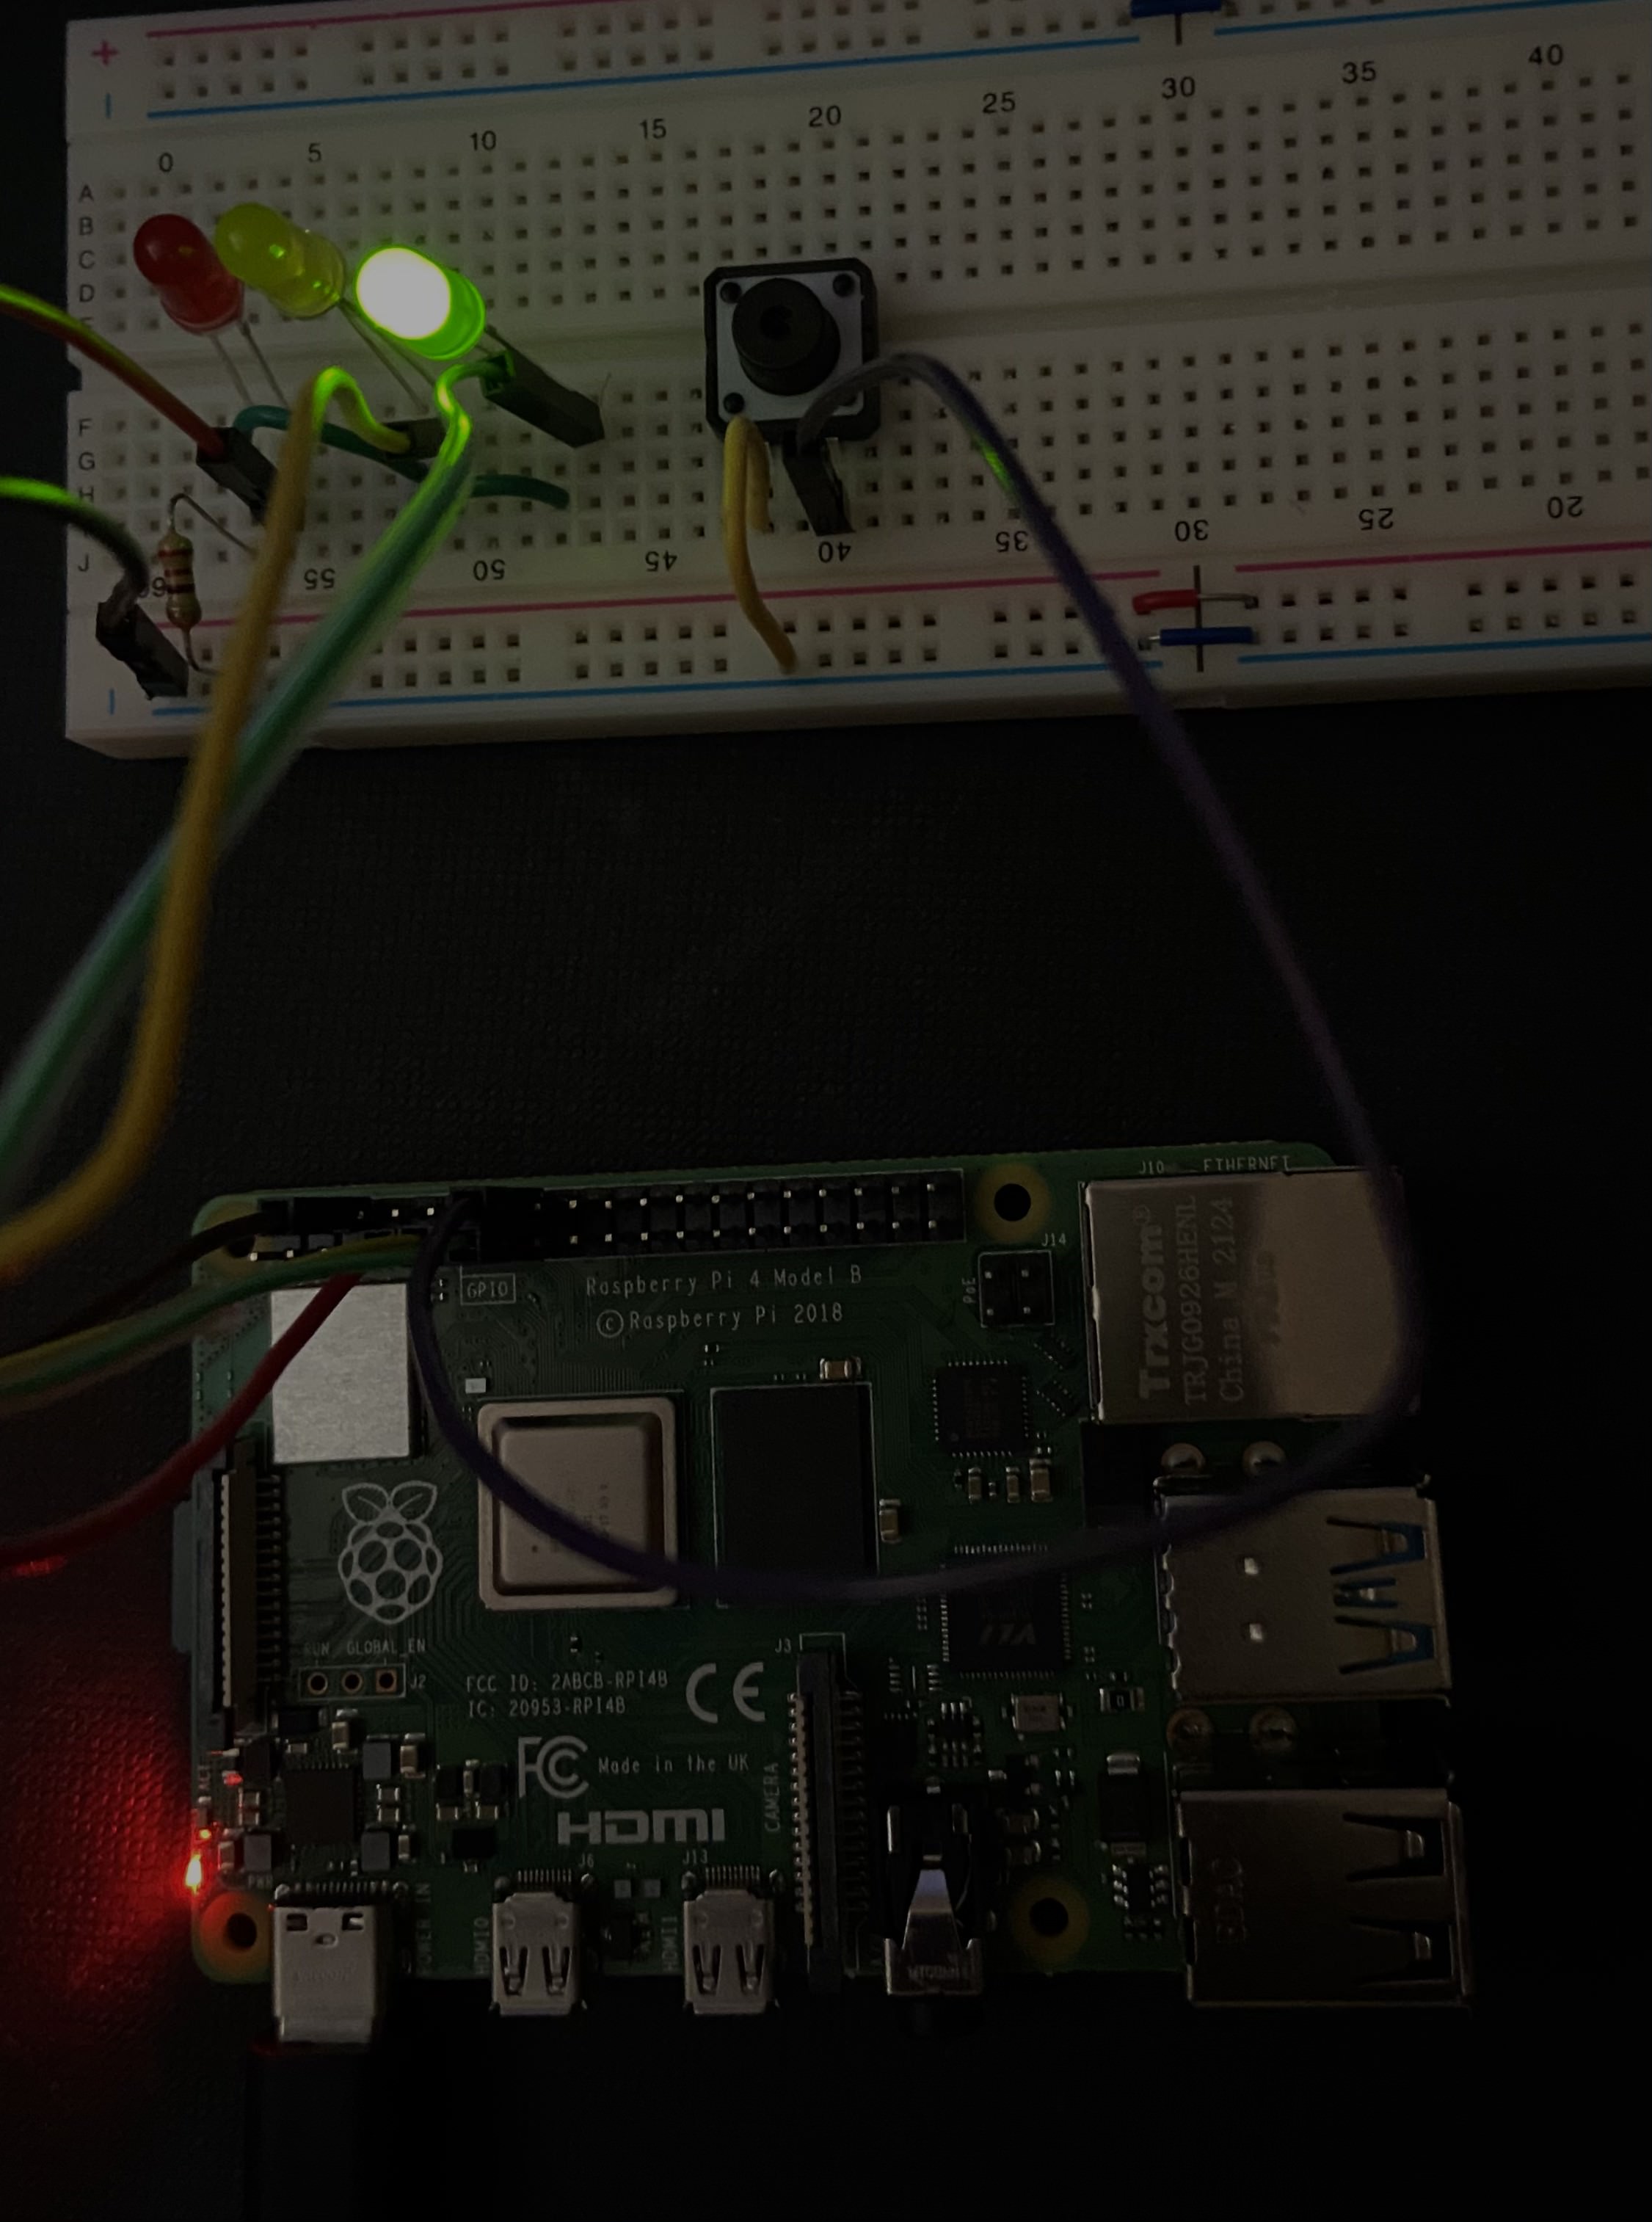 +
0 5 10 15 20 25 30 35 40
A
B
C
D
F
G
H
J
55 50 45 40 35 30 25 20
J10 ETHERNET
Trxcom
TRJG0926HENL
China M 2124
J14
PoE
GPIO
Raspberry Pi 4 Model B
©Raspberry Pi 2018
RUN GLOBAL_EN
J2
J3
FCC ID: 2ABCB-RPI4B
IC: 20953-RPI4B
CE
FC Made in the UK
HDMI
CAMERA
ACT
PWR
POWER IN
J6
HDMI0
J13
HDMI1
VLI